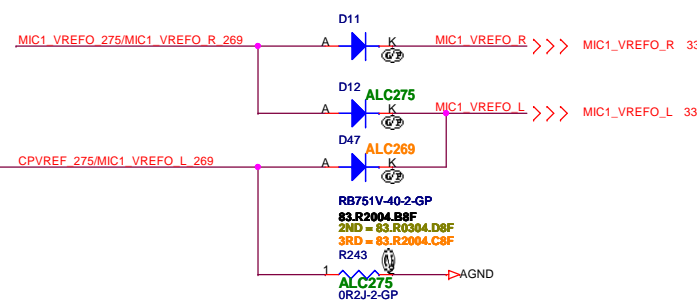 D11
MIC1_VREFO_275/MIC1_VREFO_R_269 A K MIC1_VREFO_R MIC1_VREFO_R 33
G/P
D12
ALC275
A K MIC1_VREFO_L MIC1_VREFO_L 33
G/P
D47
ALC269
CPVREF_275/MIC1_VREFO_L_269 A K
G/P
RB751V-40-2-GP
83.R2004.B8F
2ND = 83.R0304.D8F
3RD = 83.R2004.C8F
R243
1 AGND
ALC275
0R2J-2-GP